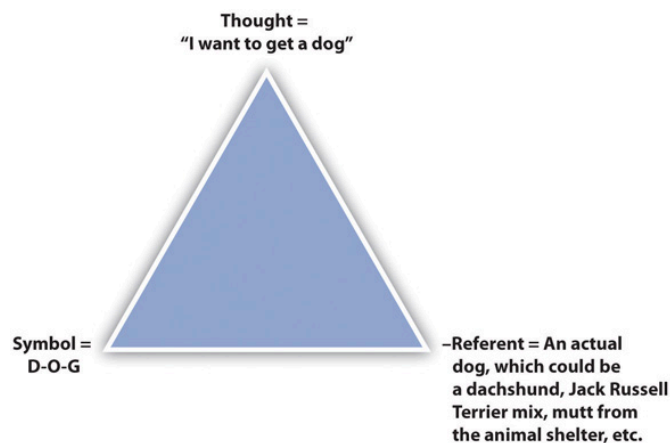 Thought =
“I want to get a dog”
Symbol =
D-O-G
–Referent = An actual
dog, which could be
a dachshund, Jack Russell
Terrier mix, mutt from
the animal shelter, etc.